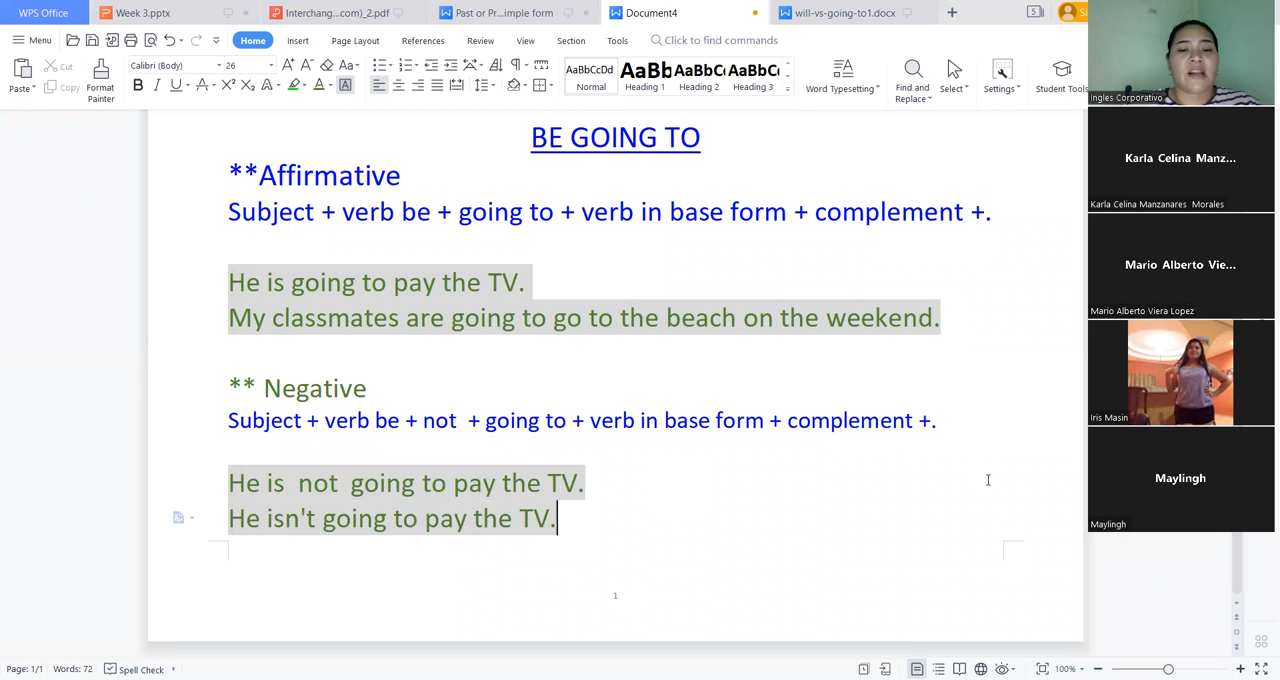 WPS Office Week 3.pptx Interchang...com)_2.pdf Past or Pr...imple form Document4 will-vs-going-to1.docx 5
Menu Home Insert Page Layout References Review View Section Tools Click to find commands
Paste Cut Copy Format Painter Calibri (Body) 26 AaBbCcDd Normal AaBb Heading 1 AaBbC Heading 2 AaBbC Heading 3 Word Typesetting Find and Replace Select Settings Student Tools
BE GOING TO
**Affirmative
Subject + verb be + going to + verb in base form + complement +.
He is going to pay the TV.
My classmates are going to go to the beach on the weekend.
** Negative
Subject + verb be + not + going to + verb in base form + complement +.
He is not going to pay the TV.
He isn't going to pay the TV.
1
Page: 1/1 Words: 72 Spell Check 100%
Ingles Corporativo
Karla Celina Manz...
Karla Celina Manzanares Morales
Mario Alberto Vie...
Mario Alberto Viera Lopez
Iris Masin
Maylingh
Maylingh